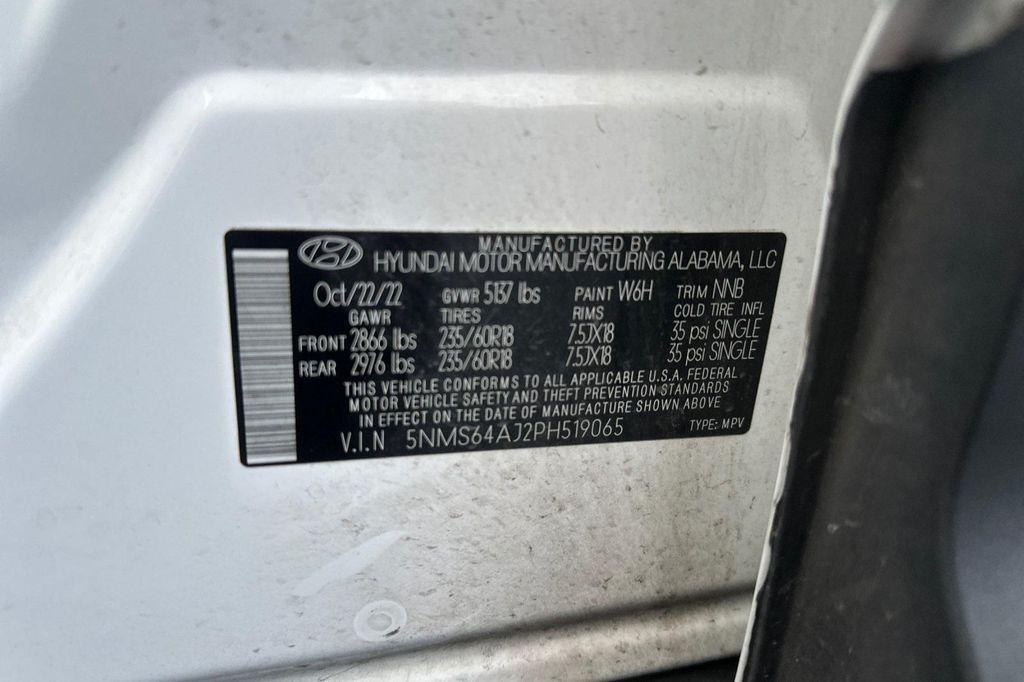 MANUFACTURED BY
HYUNDAI MOTOR MANUFACTURING ALABAMA, LLC
Oct/22/22 GVWR 5137 lbs PAINT W6H TRIM NNB
GAWR TIRES RIMS COLD TIRE INFL
FRONT 2866 lbs 235/60R18 7.5JX18 35 psi SINGLE
REAR 2976 lbs 235/60R18 7.5JX18 35 psi SINGLE
THIS VEHICLE CONFORMS TO ALL APPLICABLE U.S.A. FEDERAL
MOTOR VEHICLE SAFETY AND THEFT PREVENTION STANDARDS
IN EFFECT ON THE DATE OF MANUFACTURE SHOWN ABOVE
V.I.N 5NMS64AJ2PH519065 TYPE: MPV